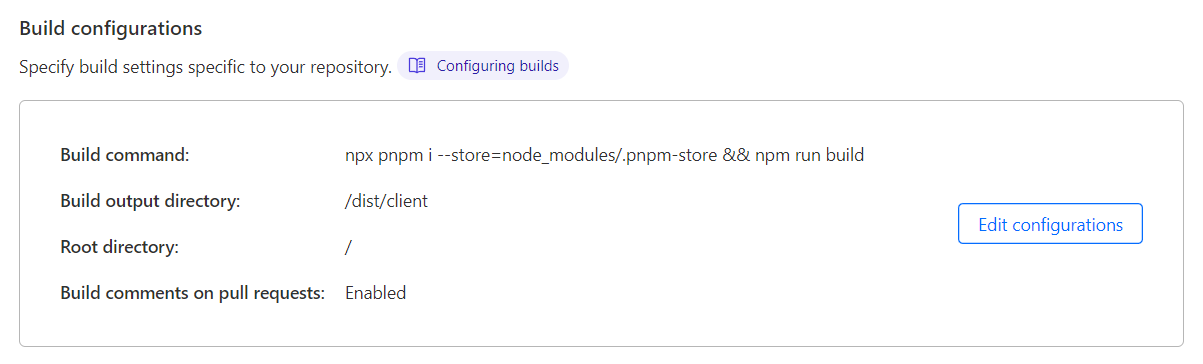 Build configurations
Specify build settings specific to your repository. Configuring builds
Build command: npx pnpm i --store=node_modules/.pnpm-store && npm run build
Build output directory: /dist/client
Edit configurations
Root directory: /
Build comments on pull requests: Enabled